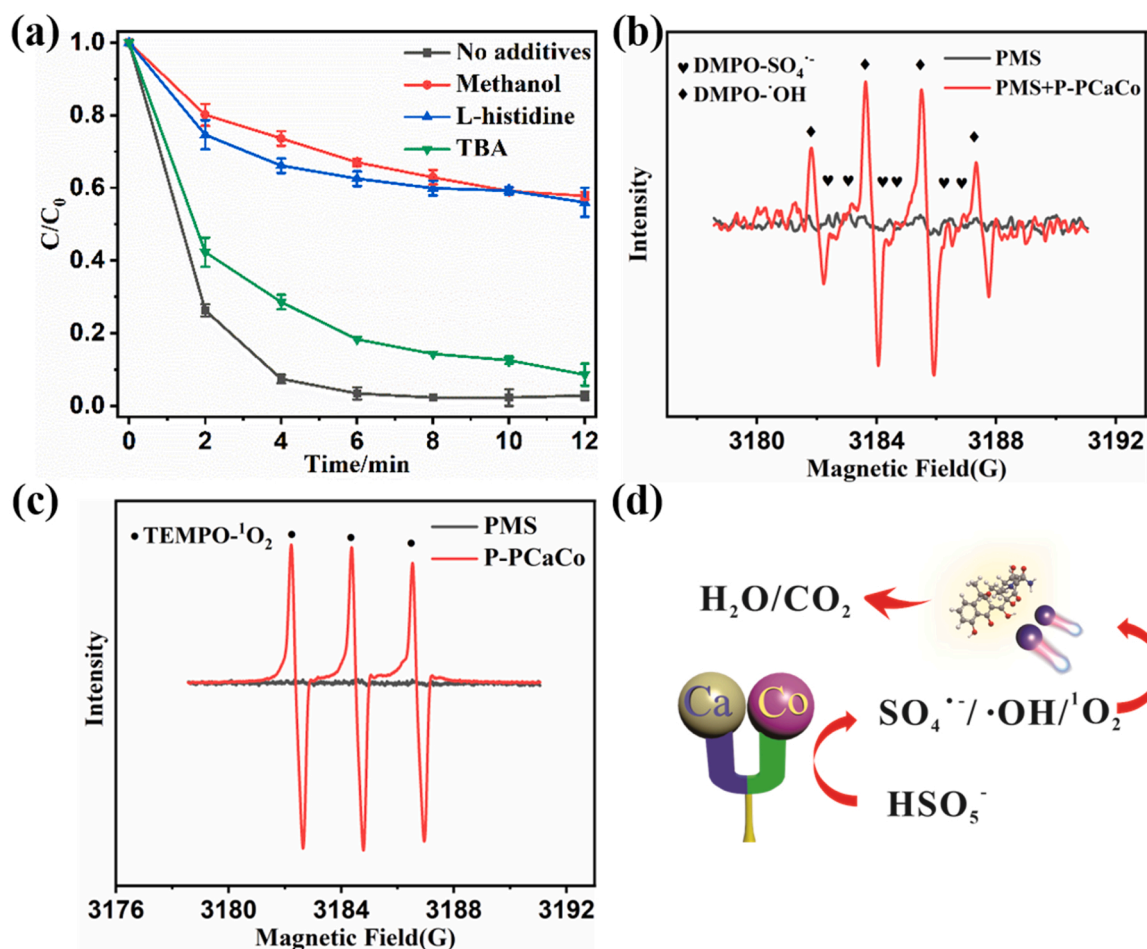 (a)
1.0
0.8
0.6
0.4
0.2
0.0
C/C₀
No additives
Methanol
L-histidine
TBA
0 2 4 6 8 10 12
Time/min
(b)
♥ DMPO-SO₄•⁻
♦ DMPO-•OH
PMS
PMS+P-PCaCo
Intensity
3180 3184 3188 3192
Magnetic Field(G)
(c)
• TEMPO-¹O₂
PMS
P-PCaCo
Intensity
3176 3180 3184 3188 3192
Magnetic Field(G)
(d)
H₂O/CO₂
Ca Co
SO₄•⁻/ ·OH/¹O₂
HSO₅⁻